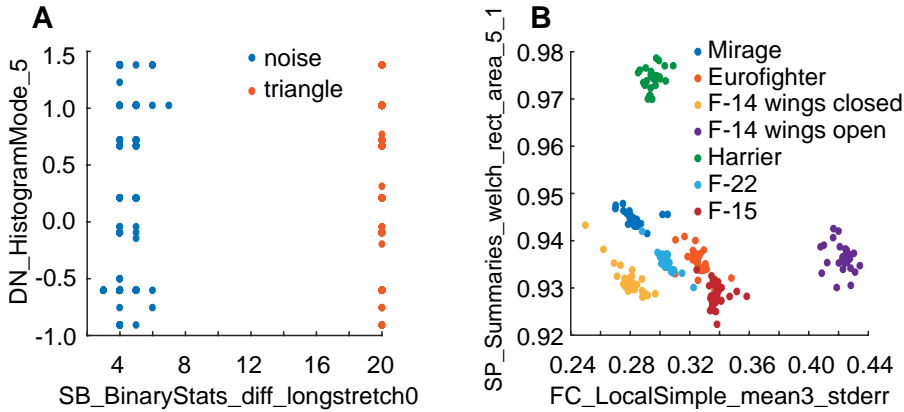 A
DN_HistogramMode_5
1.5
1.0
0.5
0.0
-0.5
-1.0
4
8
12
16
20
SB_BinaryStats_diff_longstretch0
noise
triangle
B
SP_Summaries_welch_rect_area_5_1
0.98
0.97
0.96
0.95
0.94
0.93
0.92
0.24
0.28
0.32
0.36
0.40
0.44
FC_LocalSimple_mean3_stderr
Mirage
Eurofighter
F-14 wings closed
F-14 wings open
Harrier
F-22
F-15